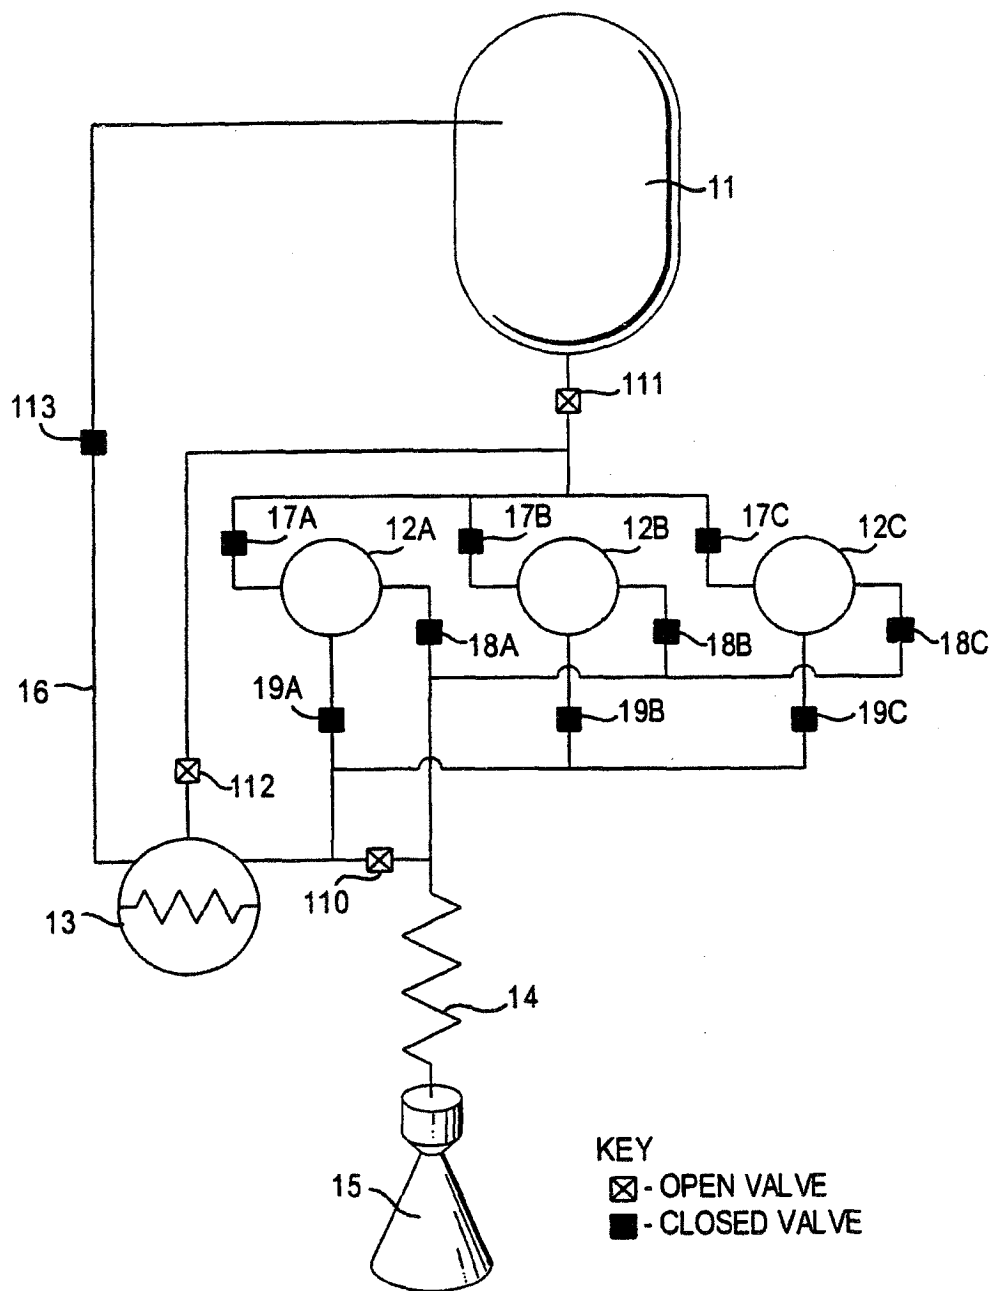 11
111
113
17A
12A
17B
12B
17C
12C
18A
18B
18C
16
19A
19B
19C
112
110
13
14
15
KEY
- OPEN VALVE
- CLOSED VALVE